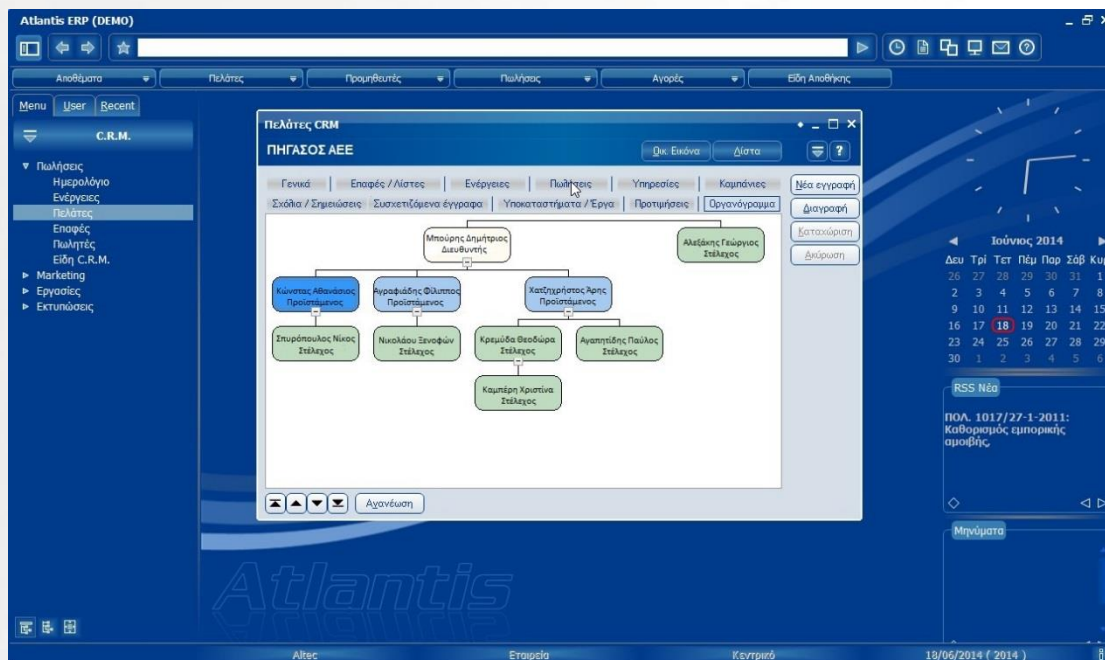 Atlantis ERP (DEMO)
Αποθέματα
Πελάτες
Προμηθευτές
Πωλήσεις
Αγορές
Είδη Αποθήκης
Menu
User
Recent
C.R.M.
Πωλήσεις
Ημερολόγιο
Ενέργειες
Πελάτες
Επαφές
Πωλητές
Είδη C.R.M.
Marketing
Εργασίες
Εκτυπώσεις
Πελάτες CRM
ΠΗΓΑΣΟΣ ΑΕΕ
Οικ. Εικόνα
Λίστα
Γενικά
Επαφές / Λίστες
Ενέργειες
Πωλήσεις
Υπηρεσίες
Καμπάνιες
Σχόλια / Σημειώσεις
Συσχετιζόμενα έγγραφα
Υποκαταστήματα / Έργα
Προτιμήσεις
Οργανόγραμμα
Νέα εγγραφή
Διαγραφή
Καταχώριση
Ακύρωση
Μπούρης Δημήτριος
Διευθυντής
Αλεξάκης Γεώργιος
Στέλεχος
Κώνστας Αθανάσιος
Προϊστάμενος
Αγραφιάδης Φίλιππος
Προϊστάμενος
Χατζηχρήστος Άρης
Προϊστάμενος
Σπυρόπουλος Νίκος
Στέλεχος
Νικολάου Ξενοφών
Στέλεχος
Κρεμύδα Θεοδώρα
Στέλεχος
Αγαπητίδης Παύλος
Στέλεχος
Καμπέρη Χριστίνα
Στέλεχος
Ανανέωση
Ιούνιος 2014
Δευ Τρί Τετ Πέμ Παρ Σάβ Κυρ
26 27 28 29 30 31 1
2 3 4 5 6 7 8
9 10 11 12 13 14 15
16 17 18 19 20 21 22
23 24 25 26 27 28 29
30 1 2 3 4 5 6
RSS Νέα
ΠΟΛ. 1017/27-1-2011:
Καθορισμός εμπορικής
αμοιβής,
Μηνύματα
Atlantis
Altec
Εταιρεία
Κεντρικό
18/06/2014 ( 2014 )